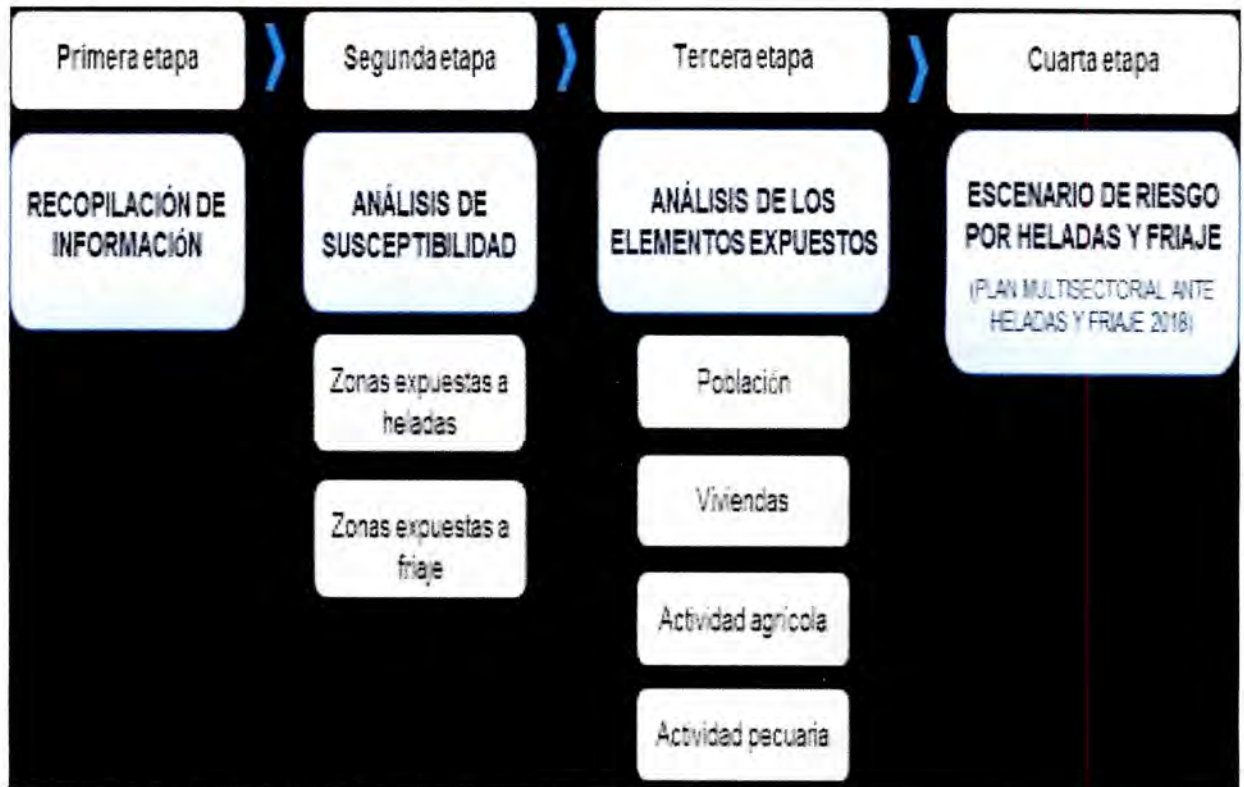 Primera etapa
Segunda etapa
Tercera etapa
Cuarta etapa
RECOPILACIÓN DE
INFORMACIÓN
ANÁLISIS DE
SUSCEPTIBILIDAD
Zonas expuestas a
heladas
Zonas expuestas a
friaje
ANÁLISIS DE LOS
ELEMENTOS EXPUESTOS
Población
Viviendas
Actividad agrícola
Actividad pecuaria
ESCENARIO DE RIESGO
POR HELADAS Y FRIAJE
(PLAN MULTISECTORIAL ANTE
HELADAS Y FRIAJE 2018)